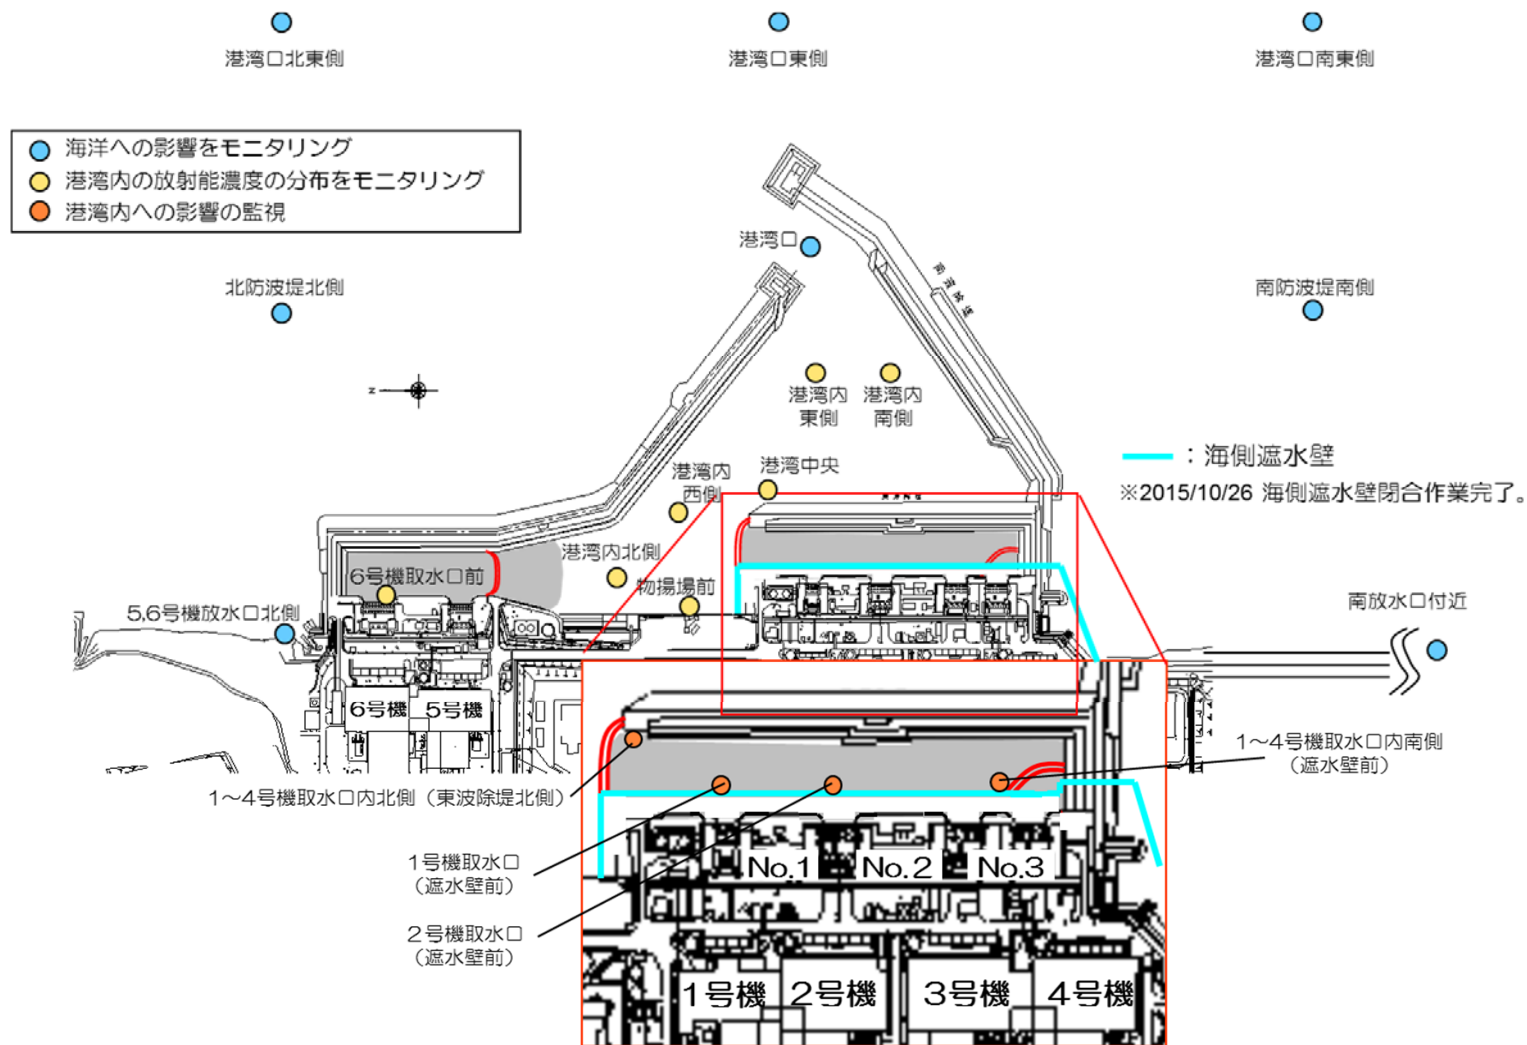 港湾口北東側
港湾口東側
港湾口南東側
海洋への影響をモニタリング
港湾内の放射能濃度の分布をモニタリング
港湾内への影響の監視
港湾口
北防波堤北側
南防波堤南側
南防波堤
N
港湾内
東側
港湾内
南側
：海側遮水壁
※2015/10/26 海側遮水壁閉合作業完了。
港湾内
西側
港湾中央
港湾内北側
6号機取水口前
物揚場前
5,6号機放水口北側
南放水口付近
6号機
5号機
1～4号機取水口内南側
（遮水壁前）
1～4号機取水口内北側（東波除堤北側）
1号機取水口
（遮水壁前）
2号機取水口
（遮水壁前）
No.1
No.2
No.3
1号機
2号機
3号機
4号機